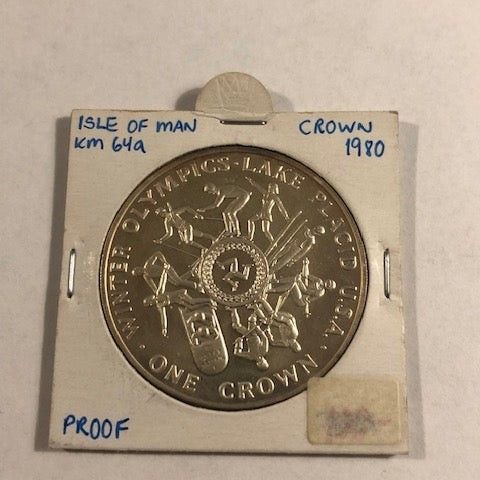 ISLE OF MAN
KM 64a
CROWN
1980
· WINTER OLYMPICS - LAKE PLACID U.S.A. ·
ONE CROWN
PROOF